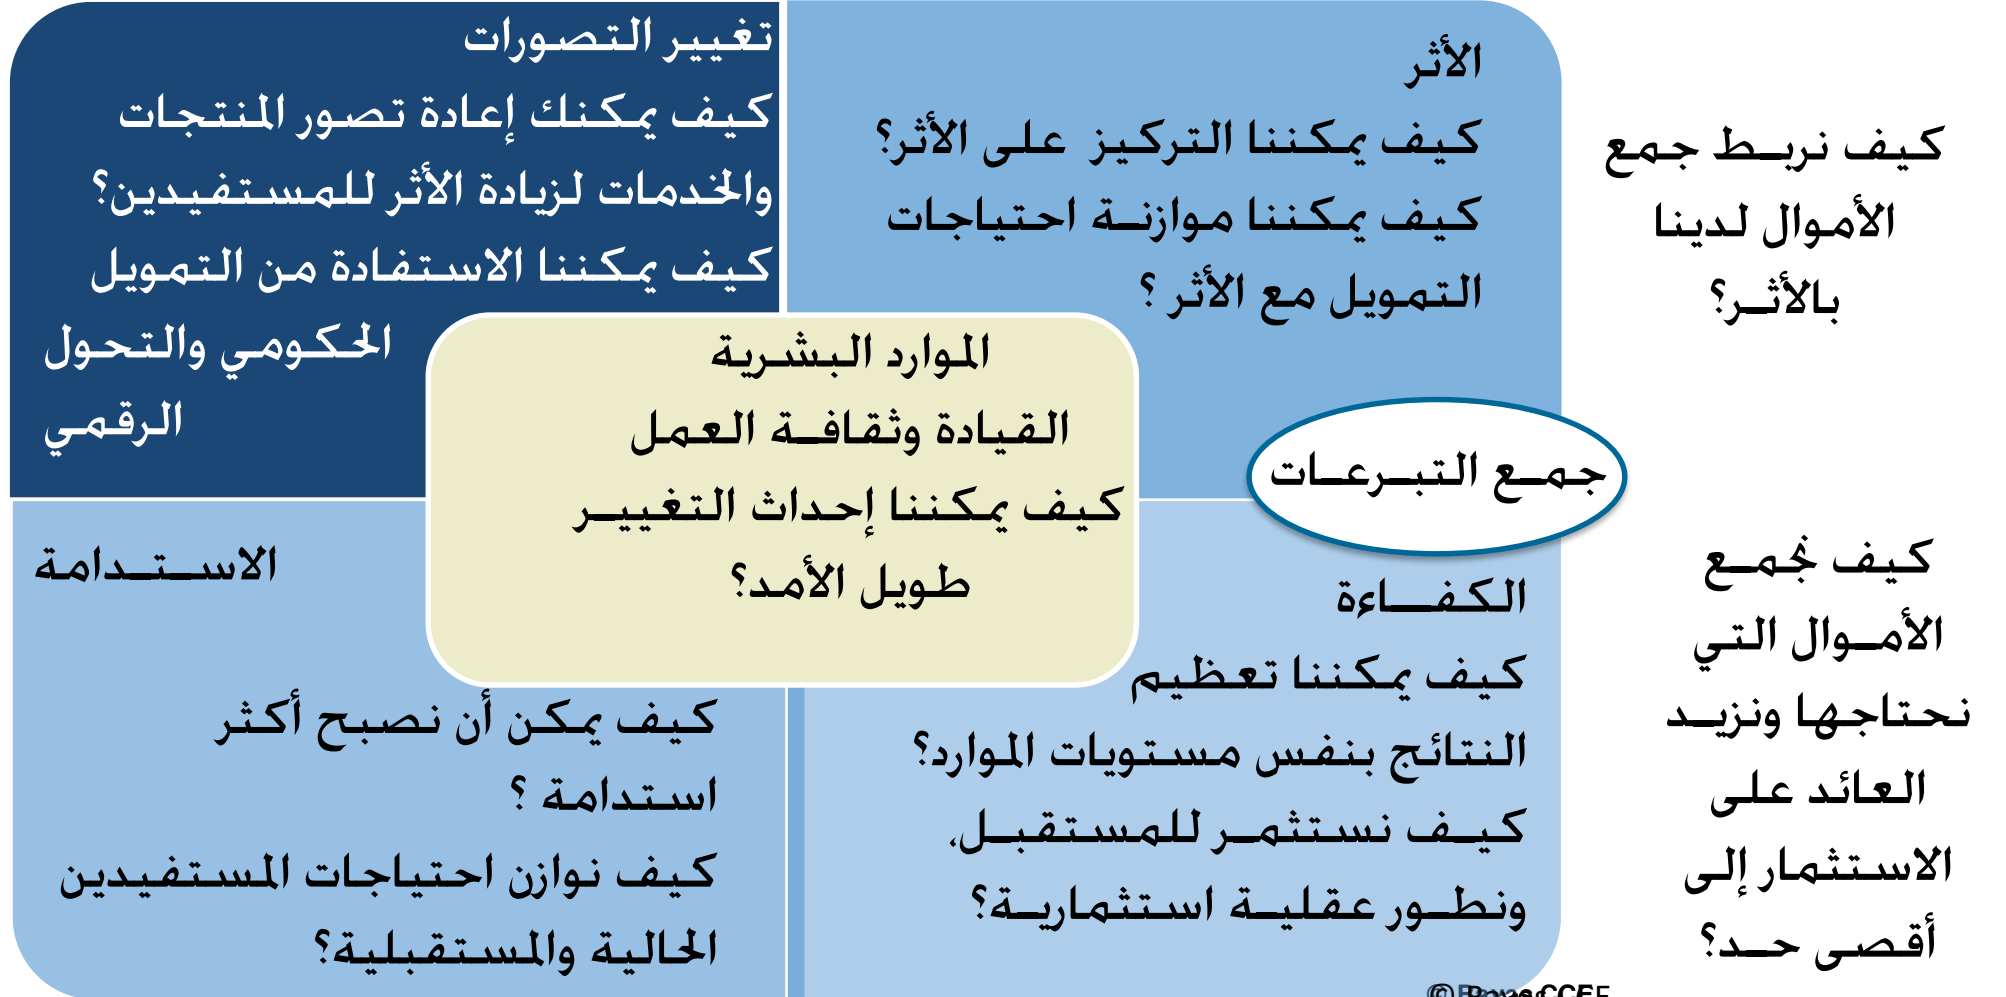 تغيير التصورات
كيف يمكنك إعادة تصور المنتجات
والخدمات لزيادة الأثر للمستفيدين؟
كيف يمكننا الاستفادة من التمويل
الحكومي والتحول
الرقمي
الأثر
كيف يمكننا التركيز على الأثر؟
كيف يمكننا موازنة احتياجات
التمويل مع الأثر ؟
كيف نربط جمع
الأموال لدينا
بالأثر؟
الموارد البشرية
القيادة وثقافة العمل
كيف يمكننا إحداث التغيير
طويل الأمد؟
جمع التبرعات
الاستدامة
كيف يمكن أن نصبح أكثر
استدامة ؟
كيف نوازن احتياجات المستفيدين
الحالية والمستقبلية؟
الكفاءة
كيف يمكننا تعظيم
النتائج بنفس مستويات الموارد؟
كيف نستثمر للمستقبل،
ونطور عقلية استثمارية؟
كيف نجمع
الأموال التي
نحتاجها ونزيد
العائد على
الاستثمار إلى
أقصى حد؟